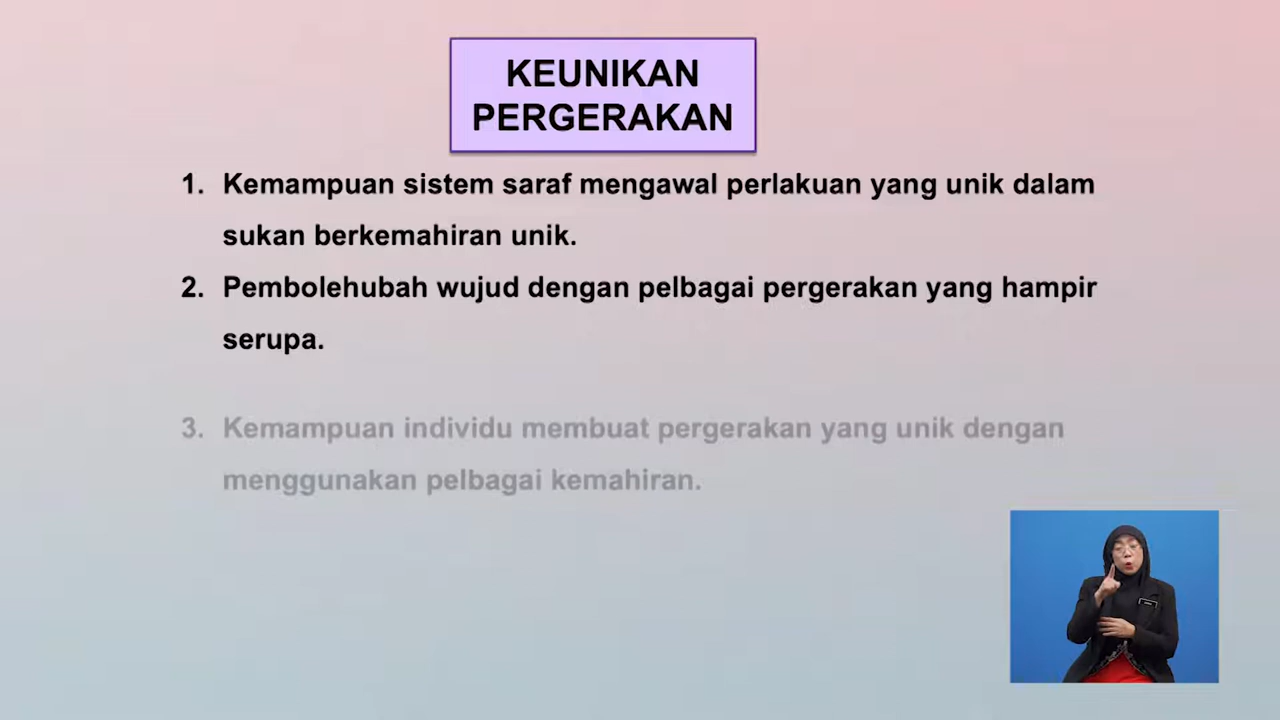 KEUNIKAN
PERGERAKAN
1. Kemampuan sistem saraf mengawal perlakuan yang unik dalam
sukan berkemahiran unik.
2. Pembolehubah wujud dengan pelbagai pergerakan yang hampir
serupa.
3. Kemampuan individu membuat pergerakan yang unik dengan
menggunakan pelbagai kemahiran.